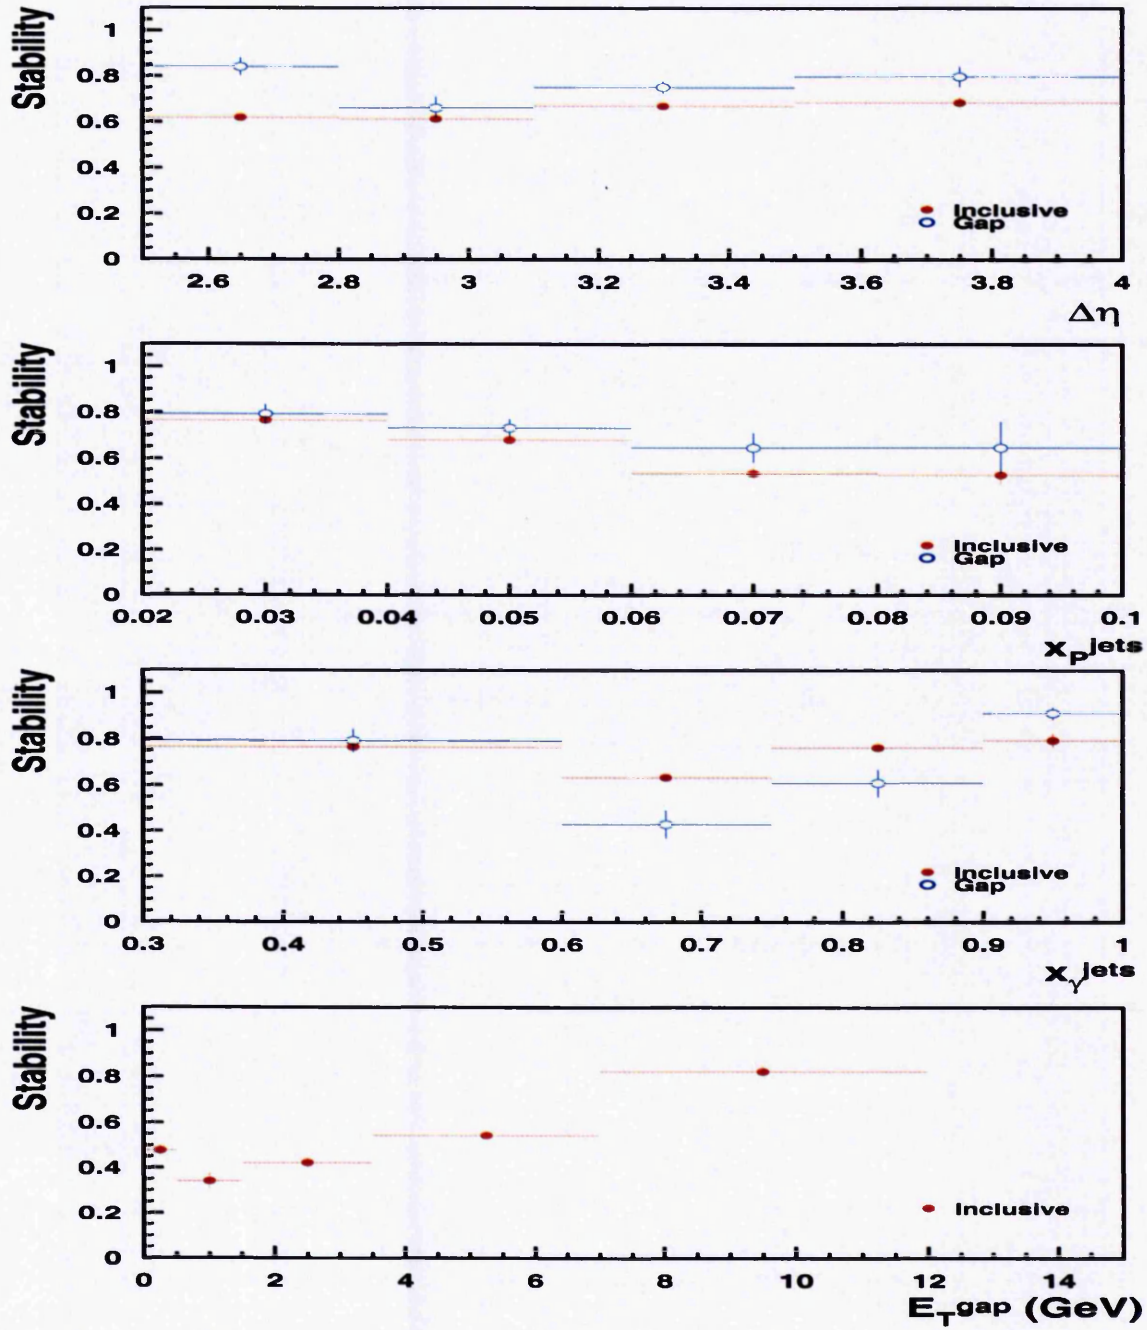 Stability
1
0.8
0.6
0.4
0.2
0
Inclusive
Gap
2.6 2.8 3 3.2 3.4 3.6 3.8 4
Δη
Stability
1
0.8
0.6
0.4
0.2
0
Inclusive
Gap
0.02 0.03 0.04 0.05 0.06 0.07 0.08 0.09 0.1
xP jets
Stability
1
0.8
0.6
0.4
0.2
0
Inclusive
Gap
0.3 0.4 0.5 0.6 0.7 0.8 0.9 1
xγ jets
Stability
1
0.8
0.6
0.4
0.2
0
Inclusive
0 2 4 6 8 10 12 14
ET gap (GeV)